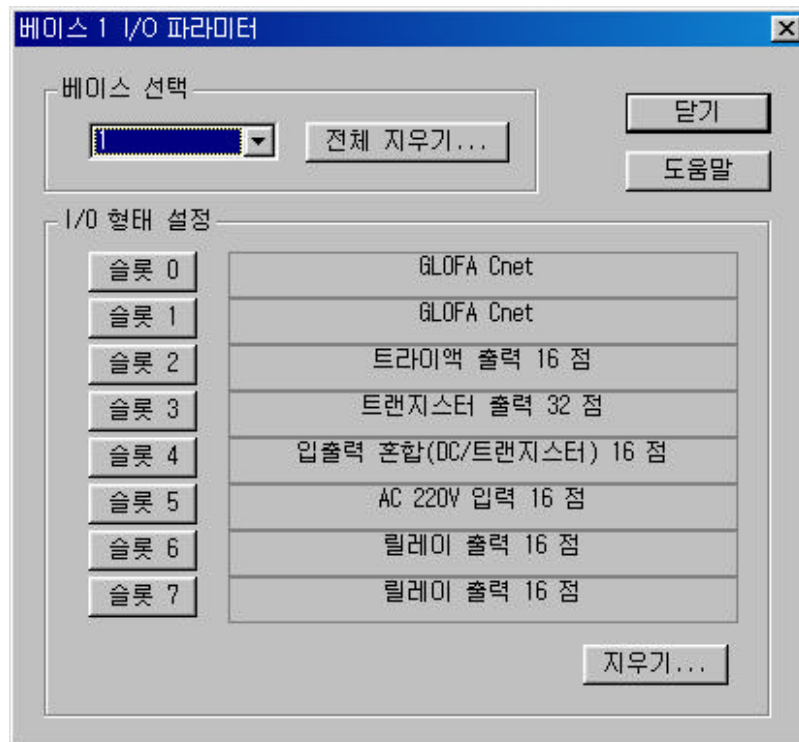 베이스 1 I/O 파라미터
베이스 선택
1
전체 지우기...
닫기
도움말
I/O 형태 설정
슬롯 0 GLOFA Cnet
슬롯 1 GLOFA Cnet
슬롯 2 트라이액 출력 16 점
슬롯 3 트랜지스터 출력 32 점
슬롯 4 입출력 혼합(DC/트랜지스터) 16 점
슬롯 5 AC 220V 입력 16 점
슬롯 6 릴레이 출력 16 점
슬롯 7 릴레이 출력 16 점
지우기...